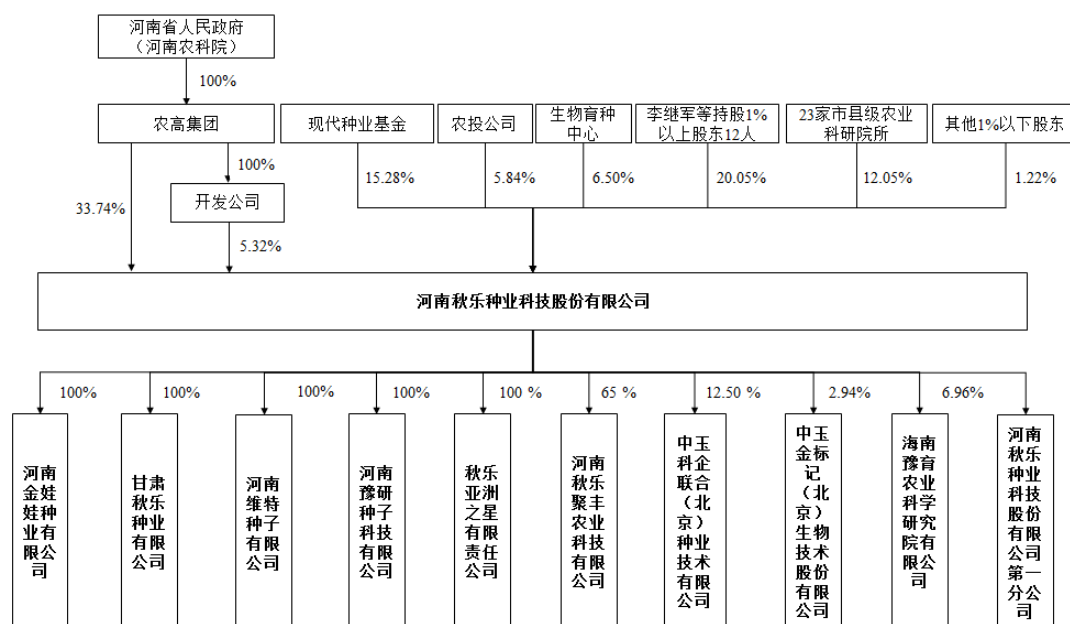 河南省人民政府
（河南农科院）
100%
农高集团
现代种业基金
农投公司
生物育种
中心
李继军等持股1%
以上股东12人
23家市县级农业
科研院所
其他1%以下股东
100%
15.28%
5.84%
6.50%
20.05%
12.05%
1.22%
开发公司
33.74%
5.32%
河南秋乐种业科技股份有限公司
100%
100%
100%
100%
100 %
65 %
12.50 %
2.94%
6.96%
河南
金娃
娃种
业有
限公
司
甘肃
秋乐
种业
有限
公司
河南
维特
种子
有限
公司
河南
豫研
种子
科技
有限
公司
秋乐
亚洲
之星
有限
责任
公司
河南
秋乐
聚丰
农业
科技
有限
公司
中玉
科企
联合
（北
京）
种业
技术
有限
公司
中玉
金标
记
（北
京）
生物
技术
股份
有限
公司
海南
豫育
农业
科学
研究
院有
限公
司
河南
秋乐
种业
科技
股份
有限
公司
第一
分公
司